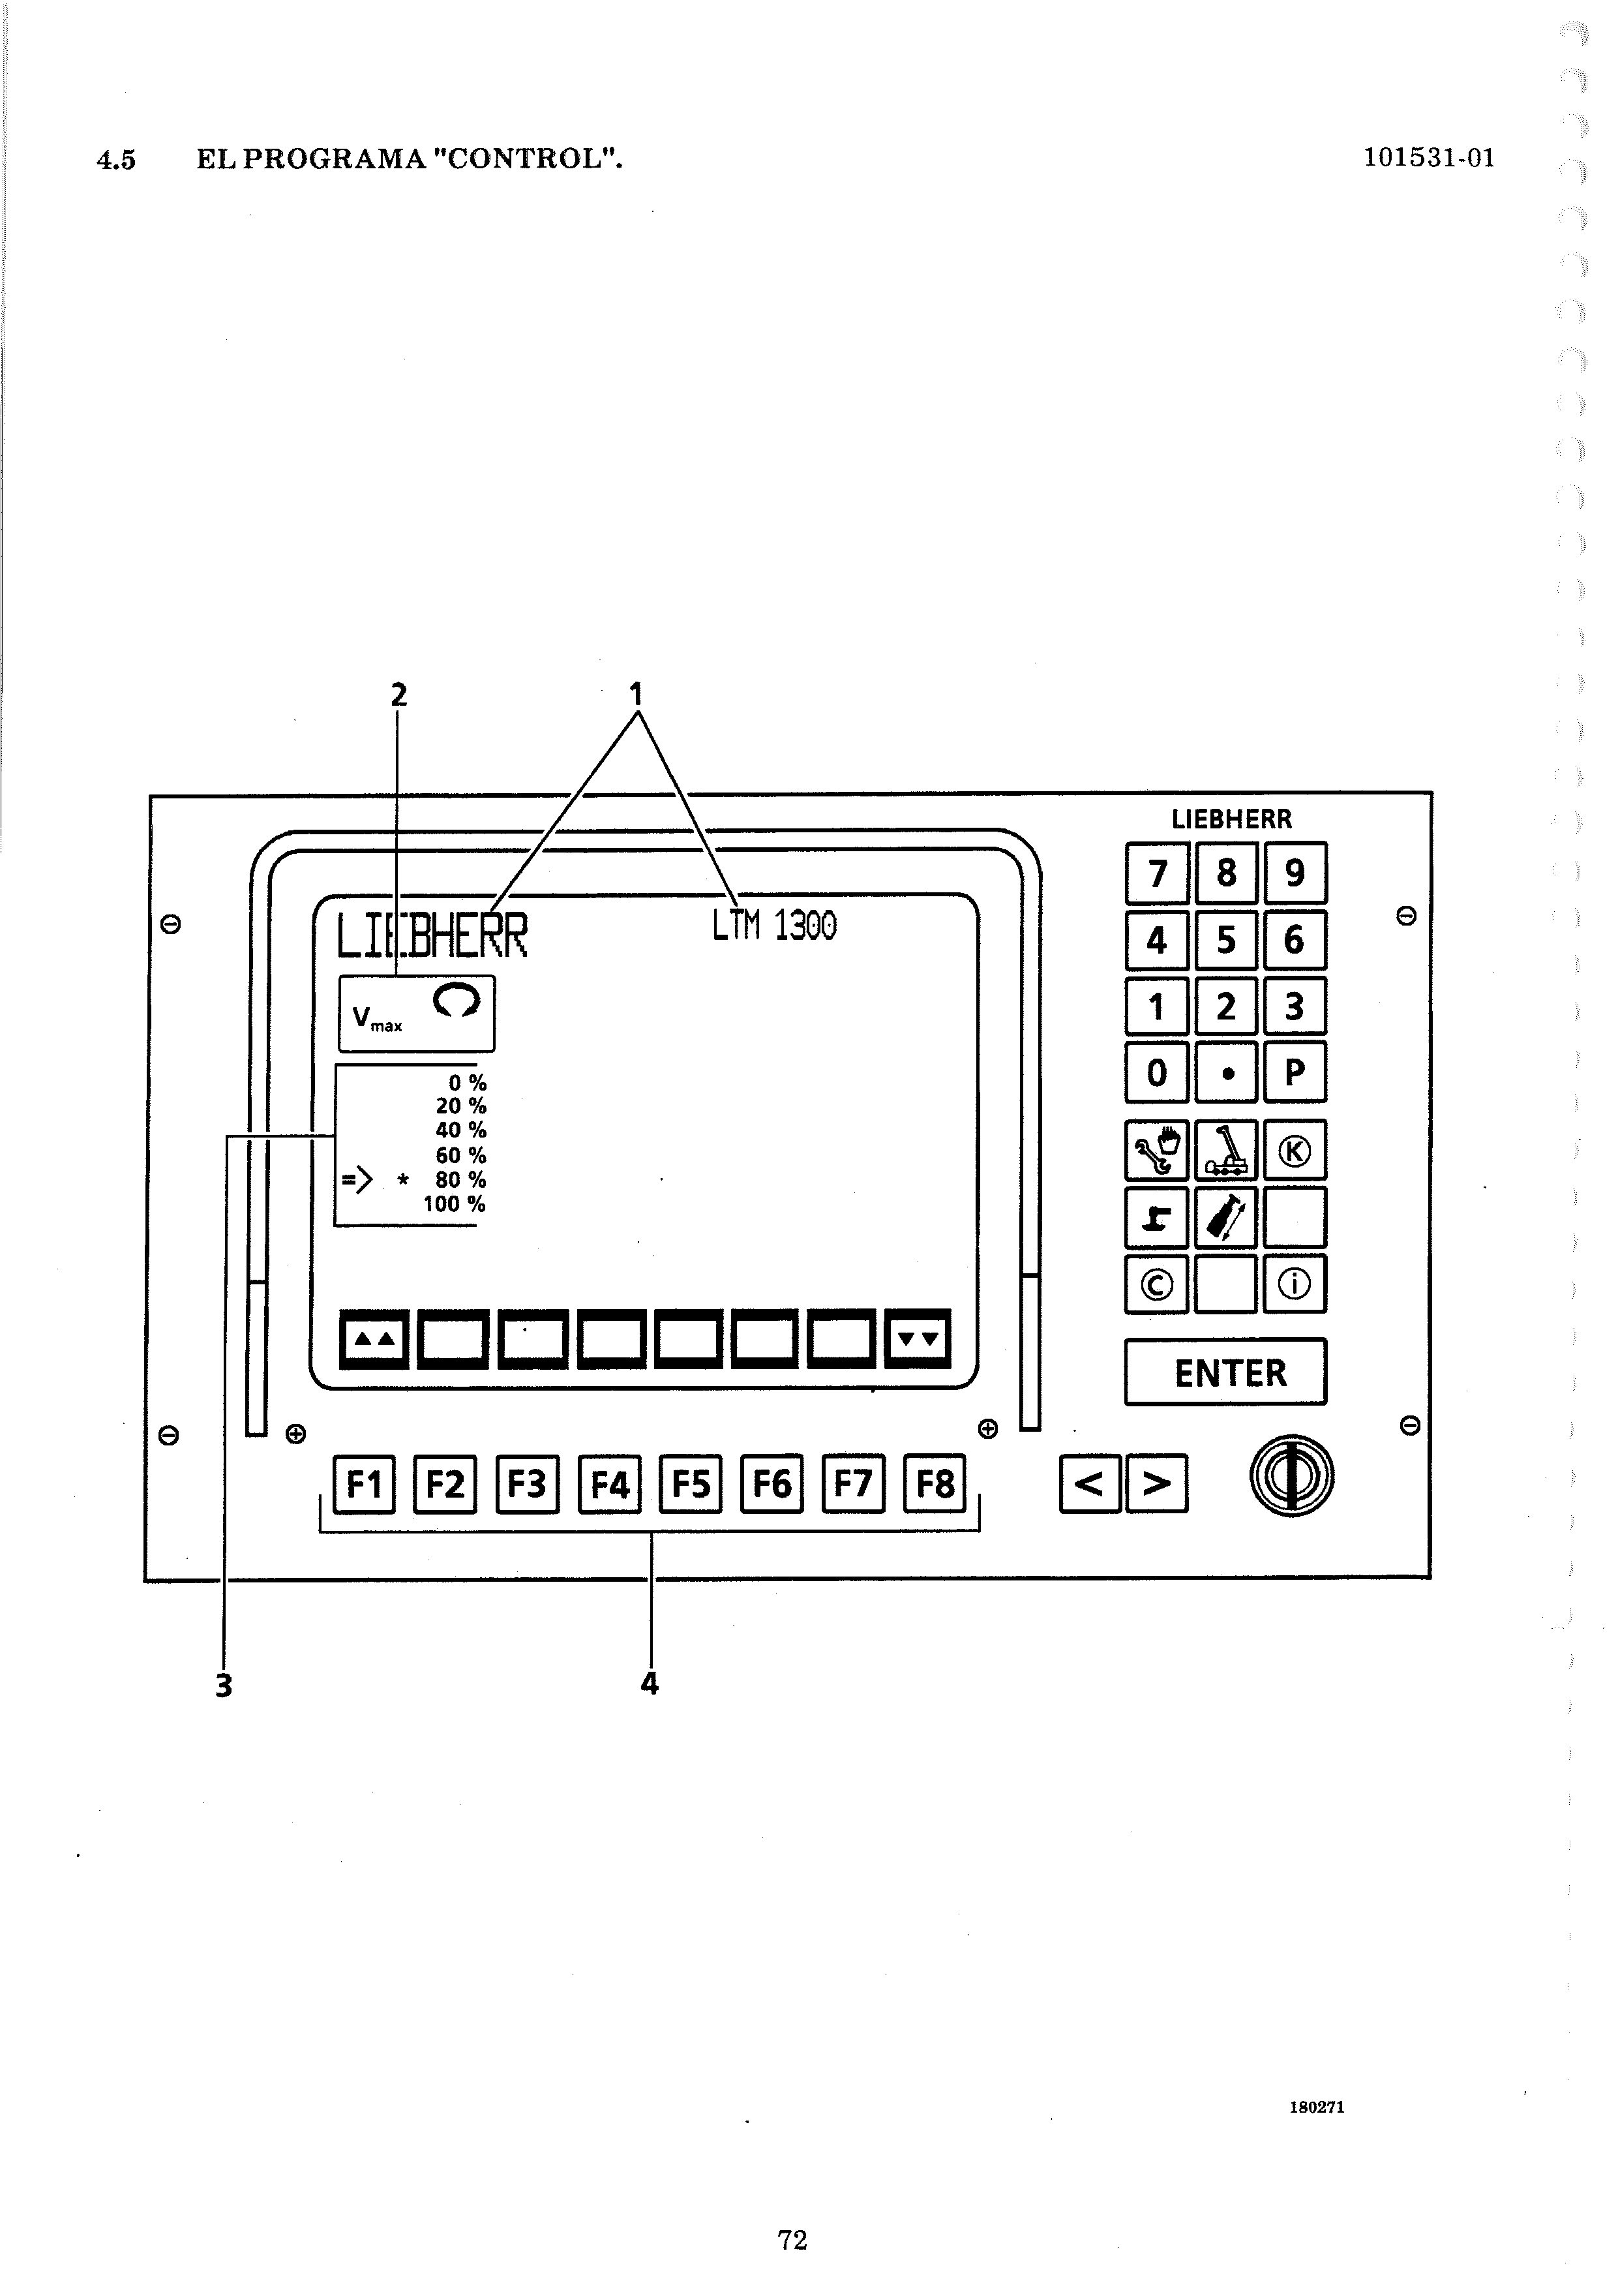 4.5 EL PROGRAMA "CONTROL". 101531-01
2 1
LIEBHERR
LIEBHERR LTM 1300
Vmax
0 %
20 %
40 %
60 %
=> * 80 %
100 %
▲▲ ▼▼
7 8 9
4 5 6
1 2 3
0 • P
K
C i
ENTER
F1 F2 F3 F4 F5 F6 F7 F8 < >
3 4
180271
72